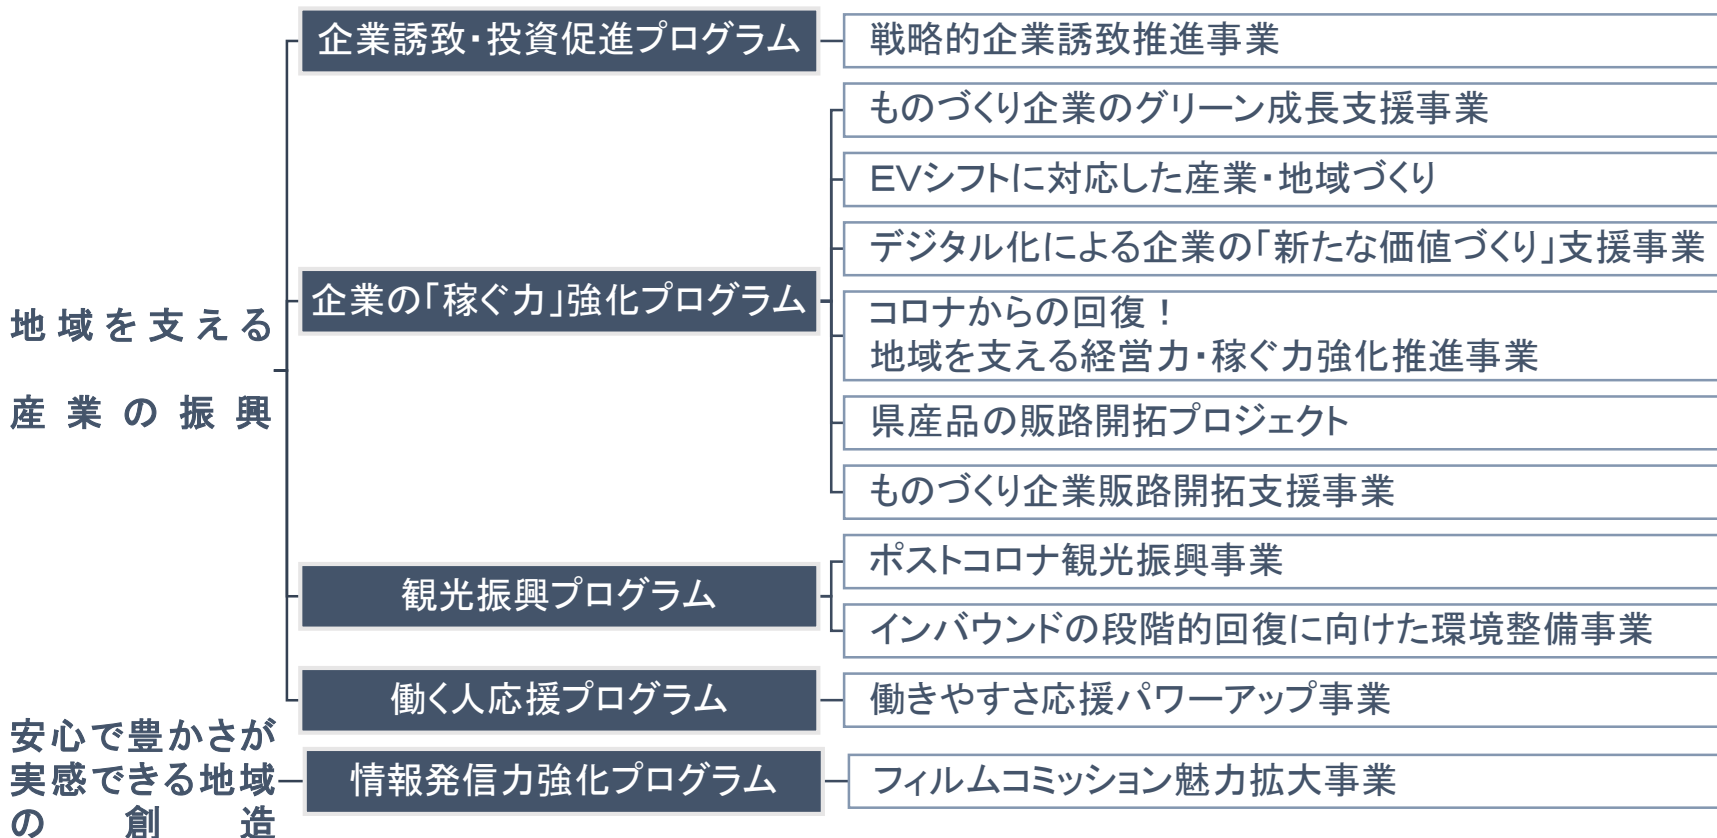 地域を支える
産業の振興
企業誘致・投資促進プログラム
戦略的企業誘致推進事業
企業の「稼ぐ力」強化プログラム
ものづくり企業のグリーン成長支援事業
EVシフトに対応した産業・地域づくり
デジタル化による企業の「新たな価値づくり」支援事業
コロナからの回復！
地域を支える経営力・稼ぐ力強化推進事業
県産品の販路開拓プロジェクト
ものづくり企業販路開拓支援事業
観光振興プログラム
ポストコロナ観光振興事業
インバウンドの段階的回復に向けた環境整備事業
働く人応援プログラム
働きやすさ応援パワーアップ事業
安心で豊かさが
実感できる地域
の創造
情報発信力強化プログラム
フィルムコミッション魅力拡大事業